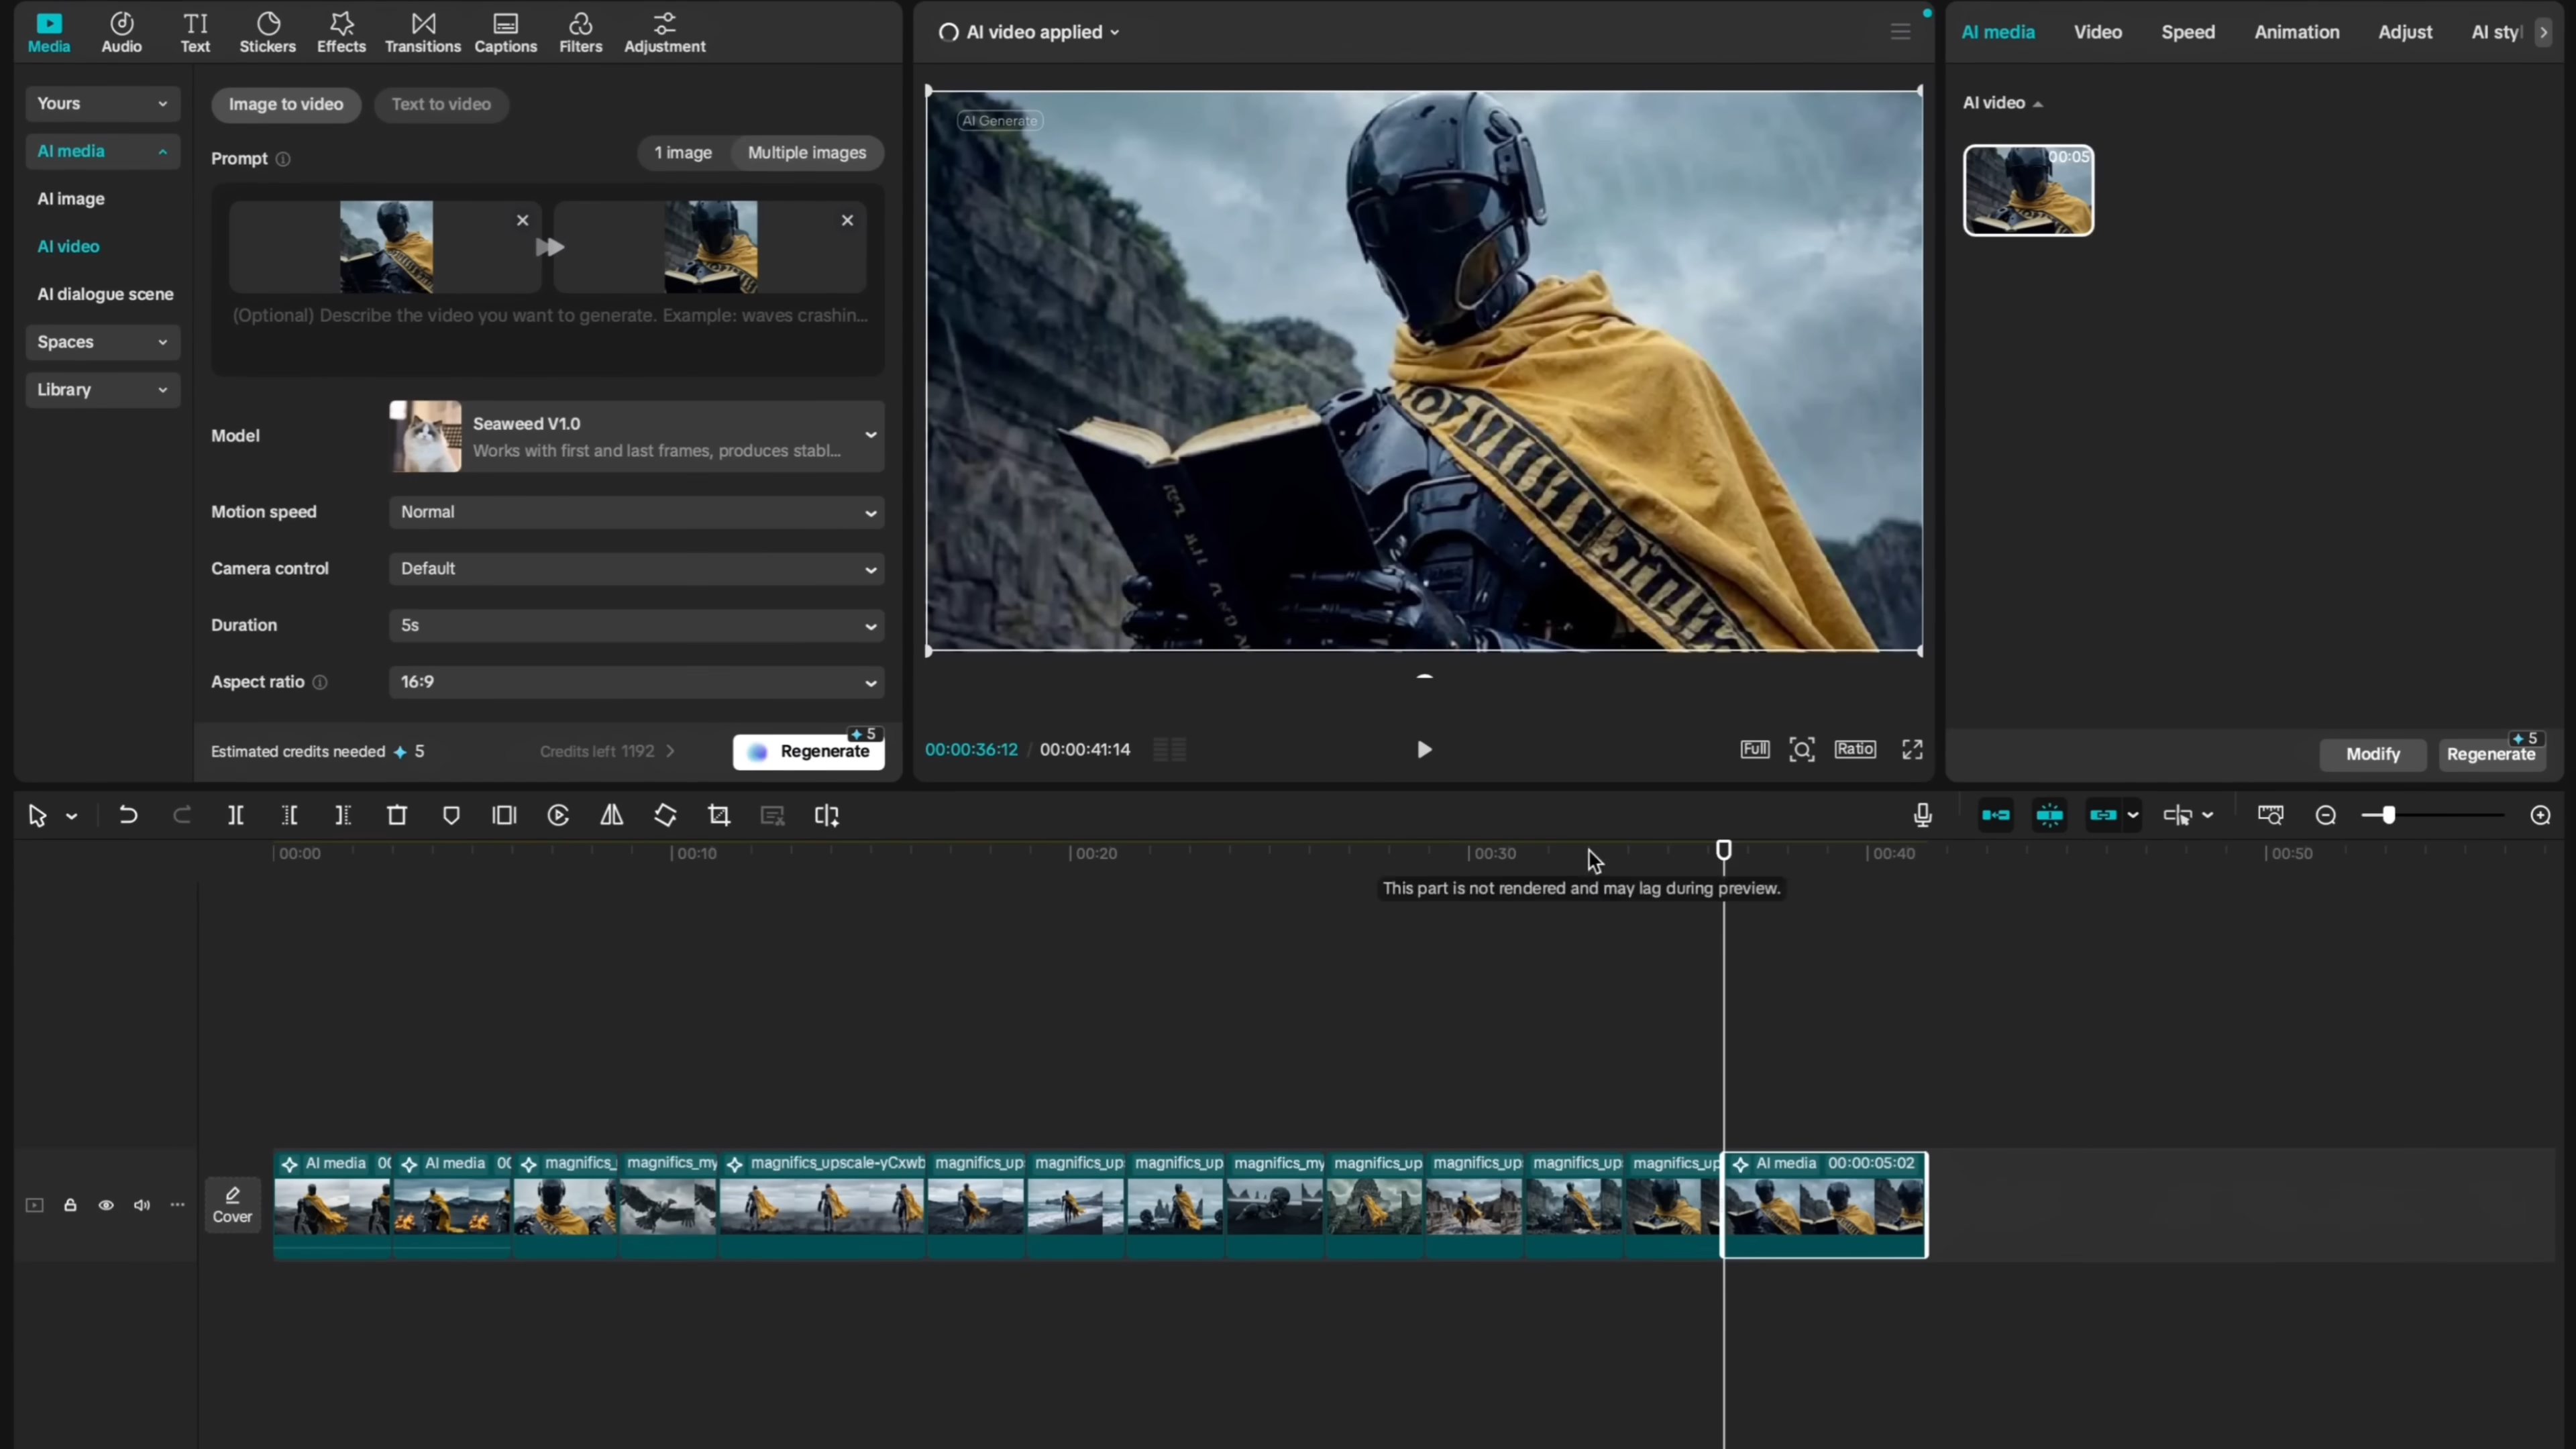 Media Audio Text Stickers Effects Transitions Captions Filters Adjustment
Yours
AI media
AI image
AI video
AI dialogue scene
Spaces
Library
Image to video Text to video
Prompt 1 image Multiple images
(Optional) Describe the video you want to generate. Example: waves crashin...
Model Seaweed V1.0
Works with first and last frames, produces stabl...
Motion speed Normal
Camera control Default
Duration 5s
Aspect ratio 16:9
Estimated credits needed 5 Credits left 1192 Regenerate 5
AI video applied
AI Generate
00:00:36:12 / 00:00:41:14 Full Ratio
AI media Video Speed Animation Adjust AI styl
AI video
00:05
Modify Regenerate 5
00:00 00:10 00:20 00:30 00:40 00:50
This part is not rendered and may lag during preview.
Cover
AI media 00 AI media 00 magnifics_ magnifics_my magnifics_upscale-yCxwb magnifics_up magnifics_up magnifics_up magnifics_my magnifics_up magnifics_up magnifics_up magnifics_up AI media 00:00:05:02